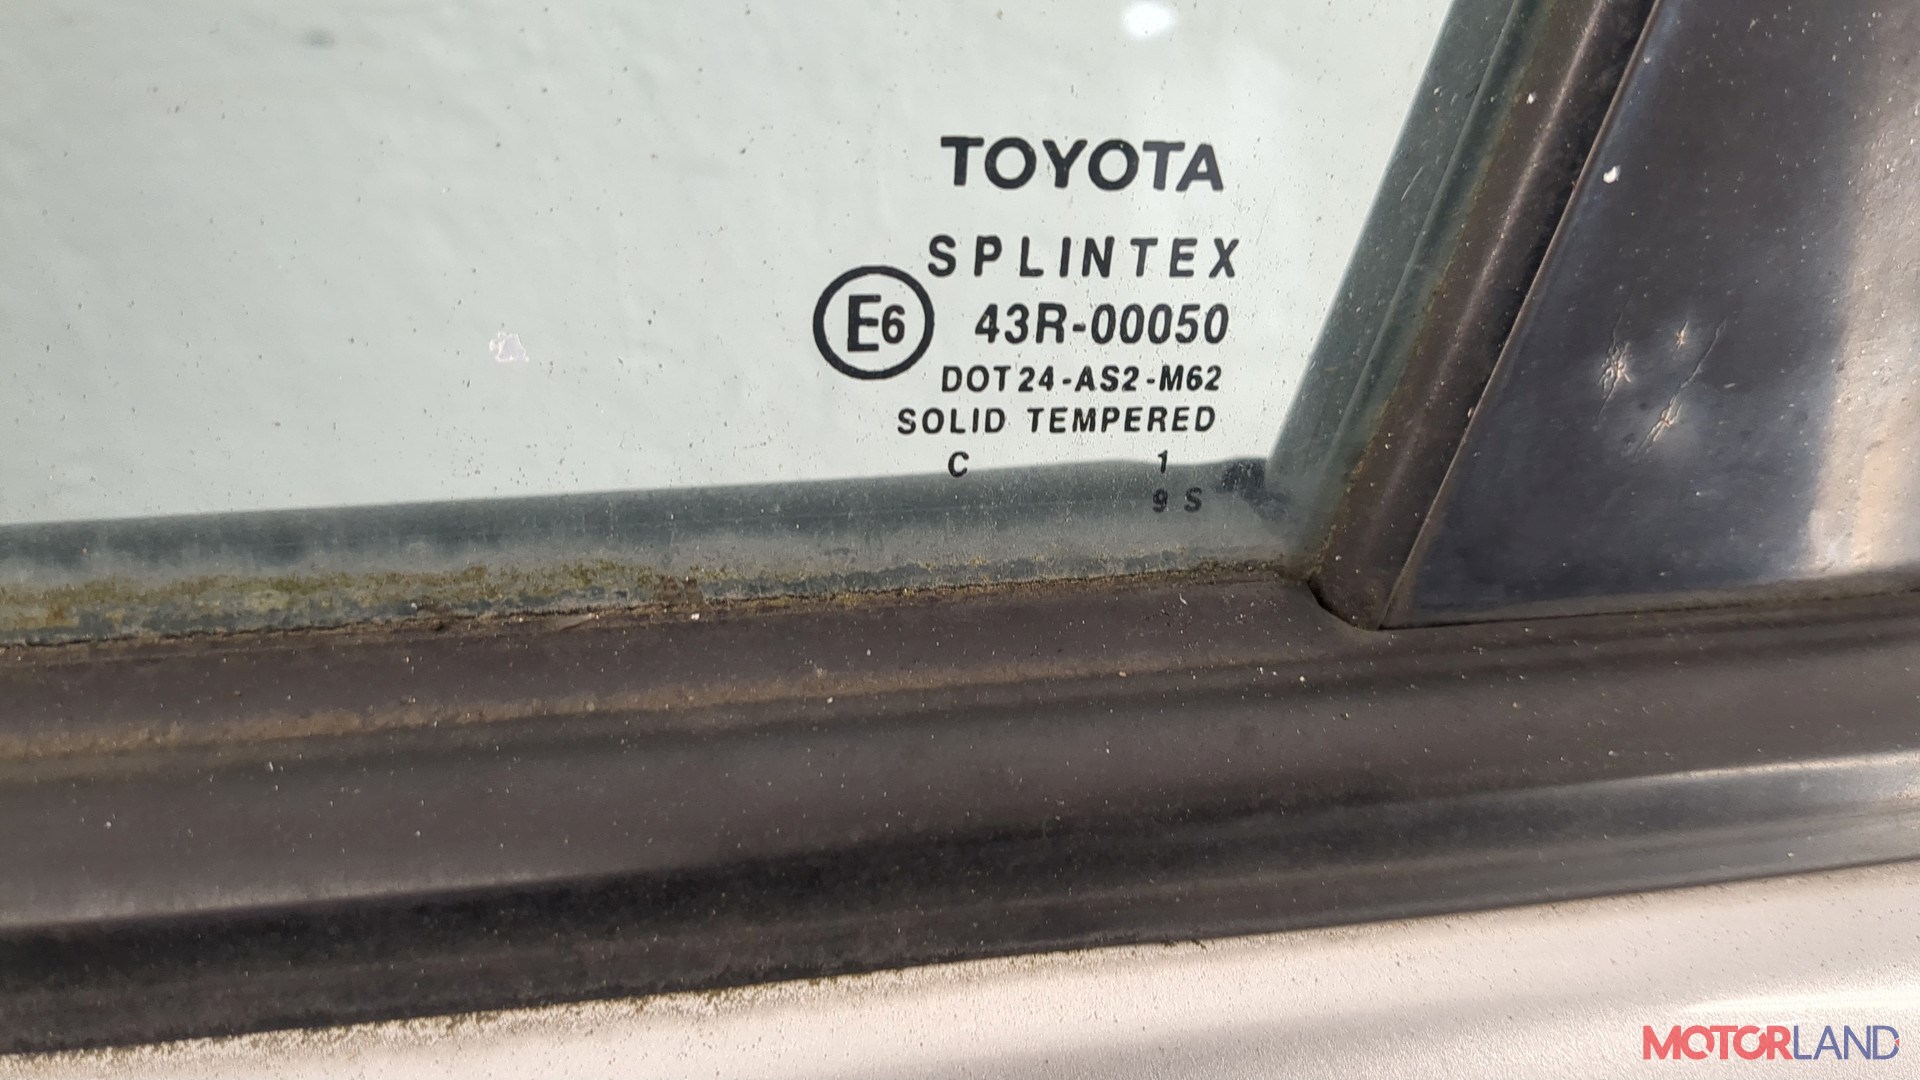 TOYOTA
SPLINTEX
E6 43R-00050
DOT24-AS2-M62
SOLID TEMPERED
C 1
9 S
MOTORLAND